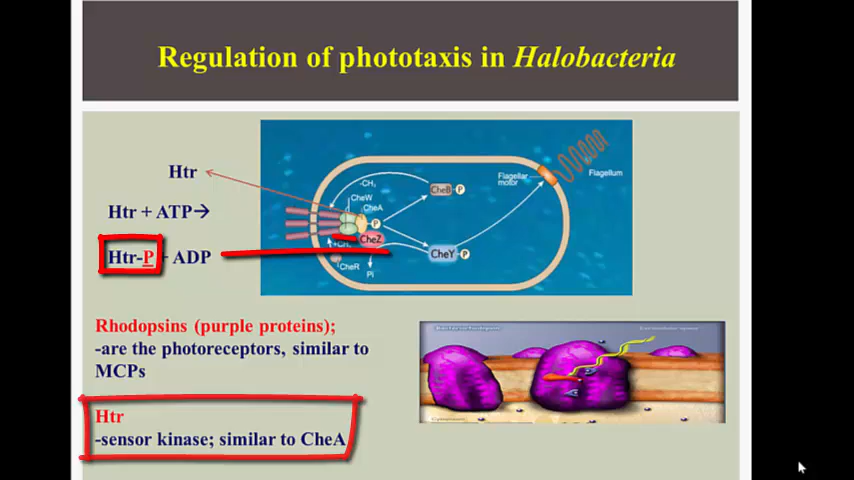 Regulation of phototaxis in Halobacteria
Htr
Htr + ATP→
Htr-P + ADP
-CH₃
CheW
CheA
P
CheZ
+CH₃
CheR
Pi
CheB P
CheY P
Flagellar
motor
Flagellum
Rhodopsins (purple proteins);
-are the photoreceptors, similar to
MCPs
Htr
-sensor kinase; similar to CheA